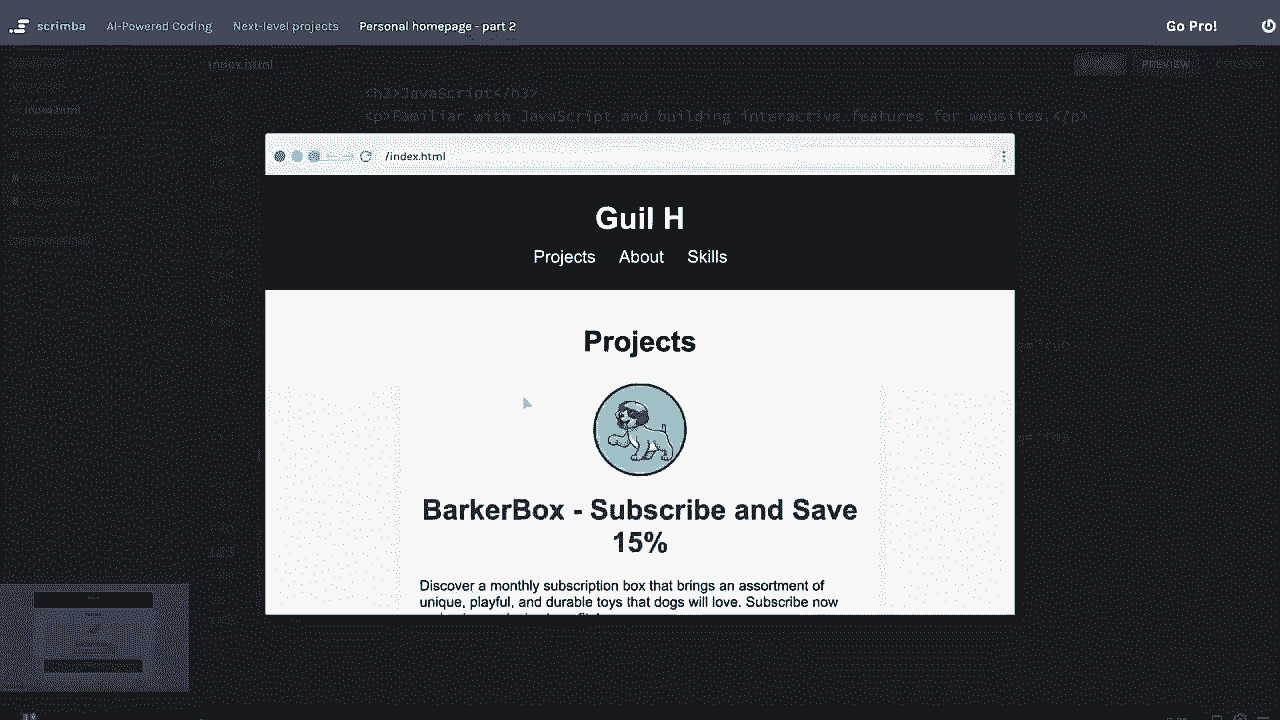 scrimba AI-Powered Coding Next-level projects Personal homepage - part 2 Go Pro!
index.html PREVIEW
<h3>JavaScript</h3>
index.html
<p>Familiar with JavaScript and building interactive features for websites.</p>
/index.html
Guil H
Projects About Skills
Projects
BarkerBox - Subscribe and Save
15%
Discover a monthly subscription box that brings an assortment of
unique, playful, and durable toys that dogs will love. Subscribe now